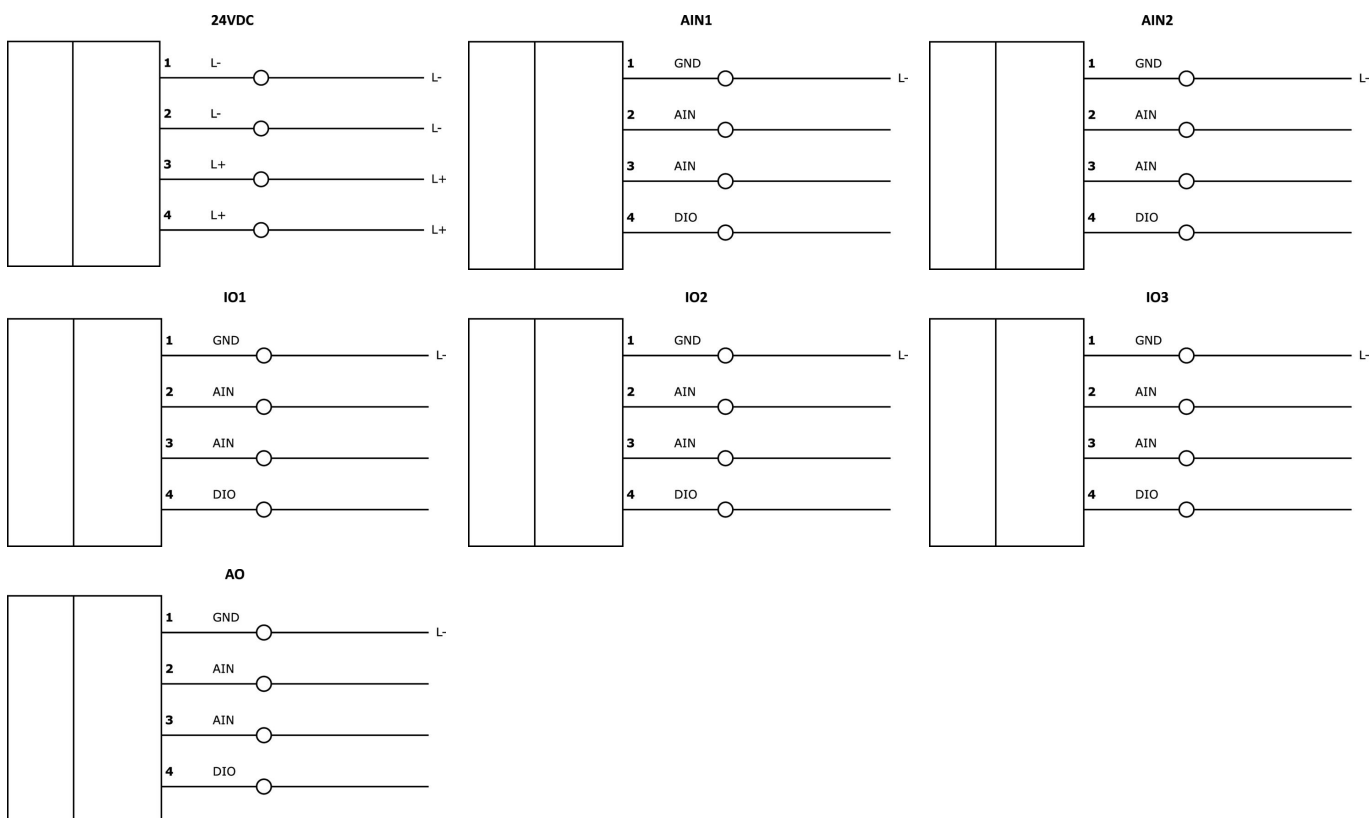 24VDC
1 L- L-
2 L- L-
3 L+ L+
4 L+ L+
AIN1
1 GND L-
2 AIN
3 AIN
4 DIO
AIN2
1 GND L-
2 AIN
3 AIN
4 DIO
IO1
1 GND L-
2 AIN
3 AIN
4 DIO
IO2
1 GND L-
2 AIN
3 AIN
4 DIO
IO3
1 GND L-
2 AIN
3 AIN
4 DIO
AO
1 GND L-
2 AIN
3 AIN
4 DIO